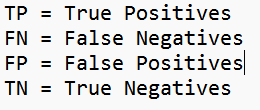 TP = True Positives
FN = False Negatives
FP = False Positives
TN = True Negatives